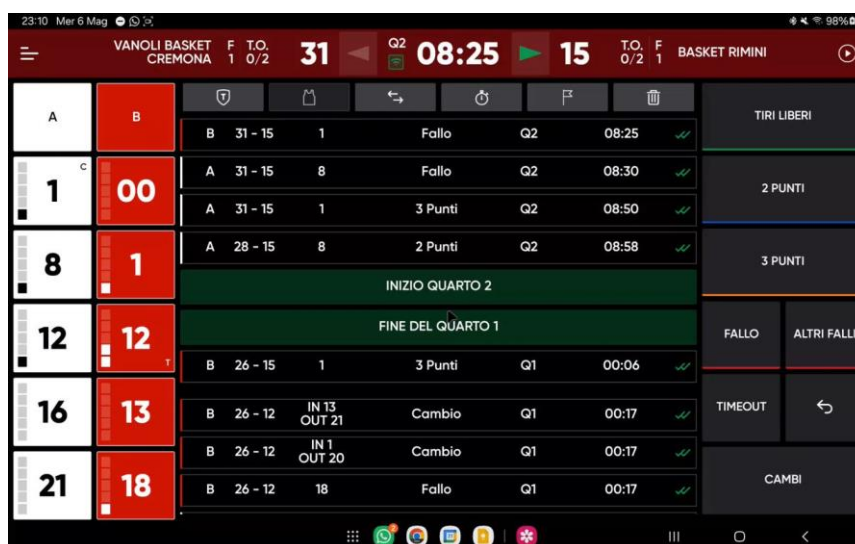 23:10 Mer 6 Mag
98%
VANOLI BASKET CREMONA
F 1
T.O. 0/2
31
Q2
08:25
15
T.O. 0/2
F 1
BASKET RIMINI
A
B
1 C
00
8
1
12
12 T
16
13
21
18
B 31 - 15 1 Fallo Q2 08:25
A 31 - 15 8 Fallo Q2 08:30
A 31 - 15 1 3 Punti Q2 08:50
A 28 - 15 8 2 Punti Q2 08:58
INIZIO QUARTO 2
FINE DEL QUARTO 1
B 26 - 15 1 3 Punti Q1 00:06
B 26 - 12 IN 13 OUT 21 Cambio Q1 00:17
B 26 - 12 IN 1 OUT 20 Cambio Q1 00:17
B 26 - 12 18 Fallo Q1 00:17
TIRI LIBERI
2 PUNTI
3 PUNTI
FALLO
ALTRI FALLI
TIMEOUT
CAMBI